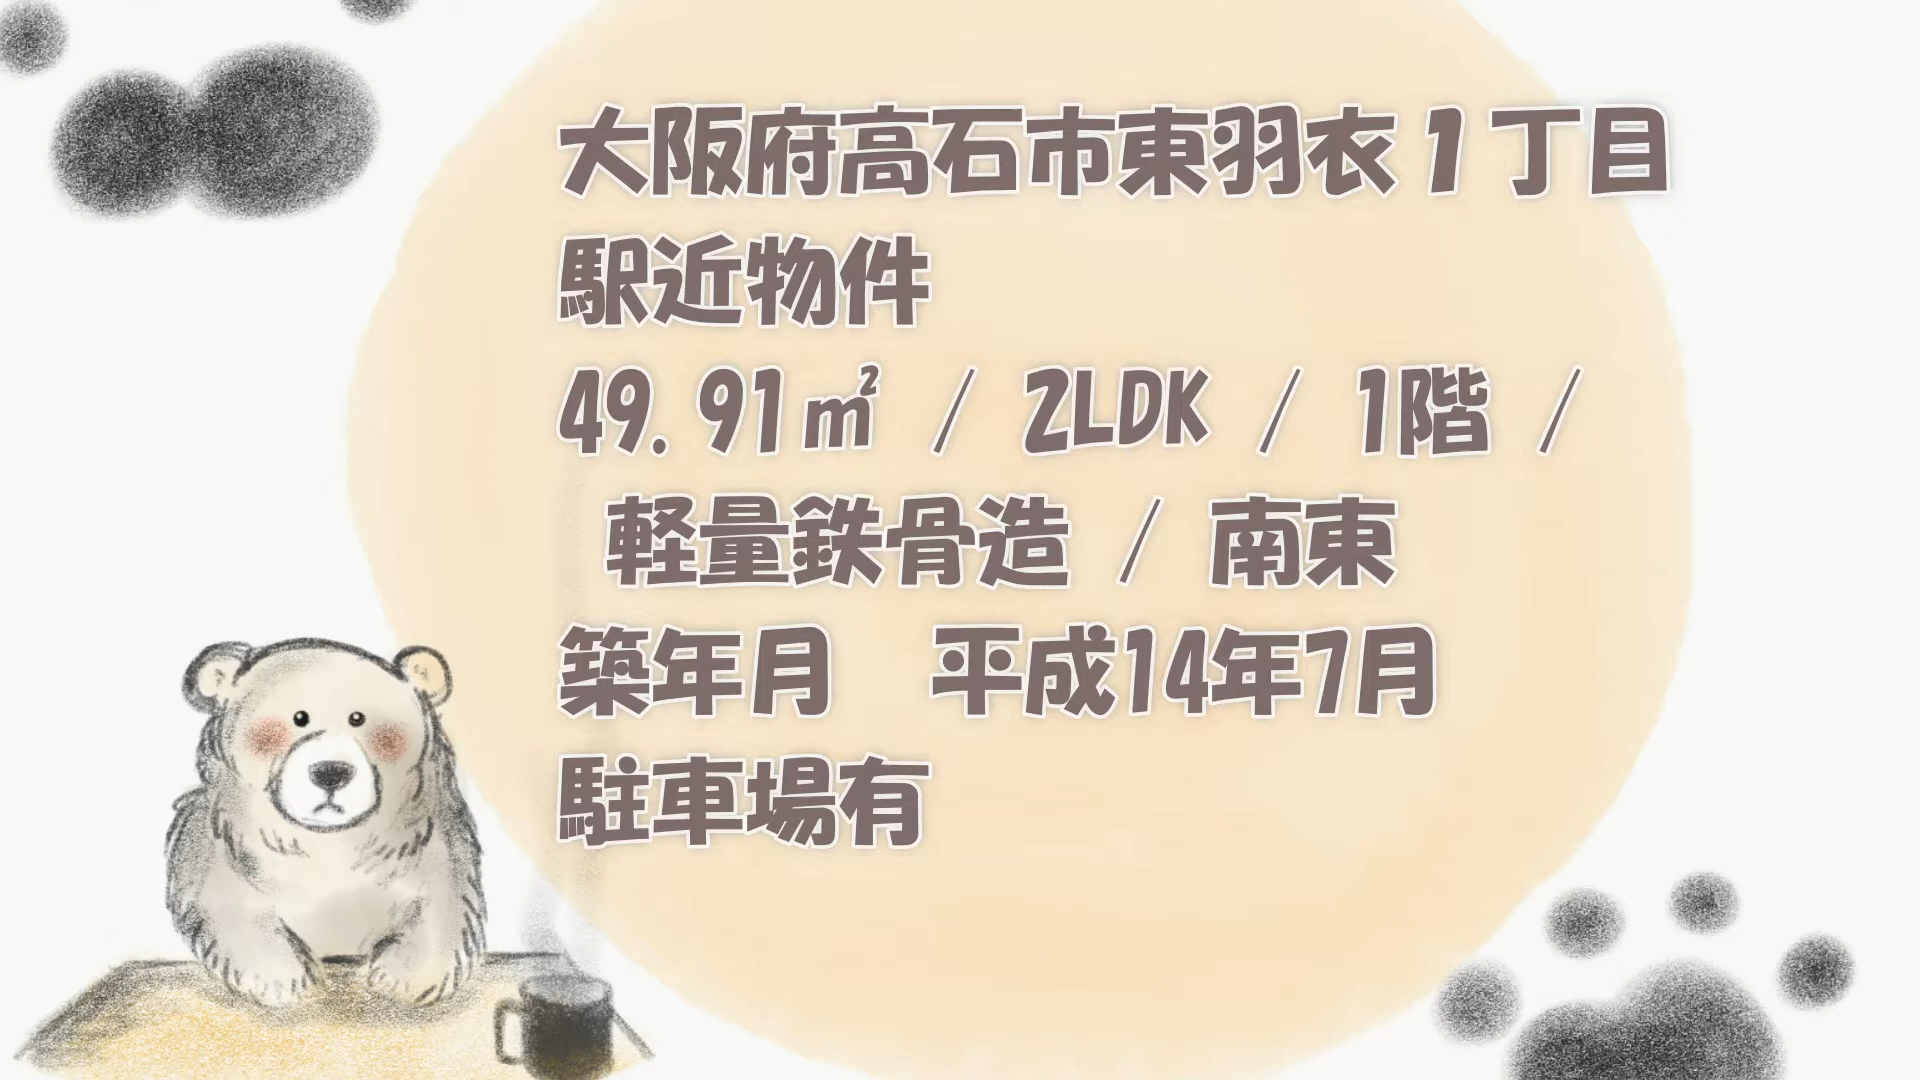 大阪府高石市東羽衣１丁目
駅近物件
49.91㎡ / 2LDK / 1階 /
軽量鉄骨造 / 南東
築年月　平成14年7月
駐車場有